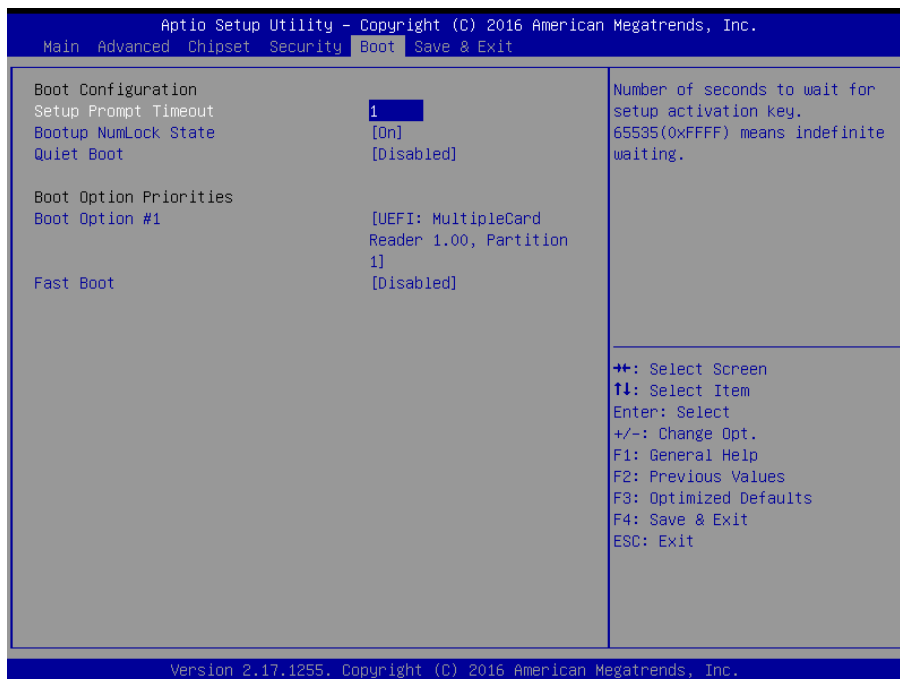 Aptio Setup Utility – Copyright (C) 2016 American Megatrends, Inc.
Main Advanced Chipset Security Boot Save & Exit
Boot Configuration
Setup Prompt Timeout 1
Bootup NumLock State [On]
Quiet Boot [Disabled]
Boot Option Priorities
Boot Option #1 [UEFI: MultipleCard
Reader 1.00, Partition
1]
Fast Boot [Disabled]
Number of seconds to wait for
setup activation key.
65535(0xFFFF) means indefinite
waiting.
→←: Select Screen
↑↓: Select Item
Enter: Select
+/-: Change Opt.
F1: General Help
F2: Previous Values
F3: Optimized Defaults
F4: Save & Exit
ESC: Exit
Version 2.17.1255. Copyright (C) 2016 American Megatrends, Inc.